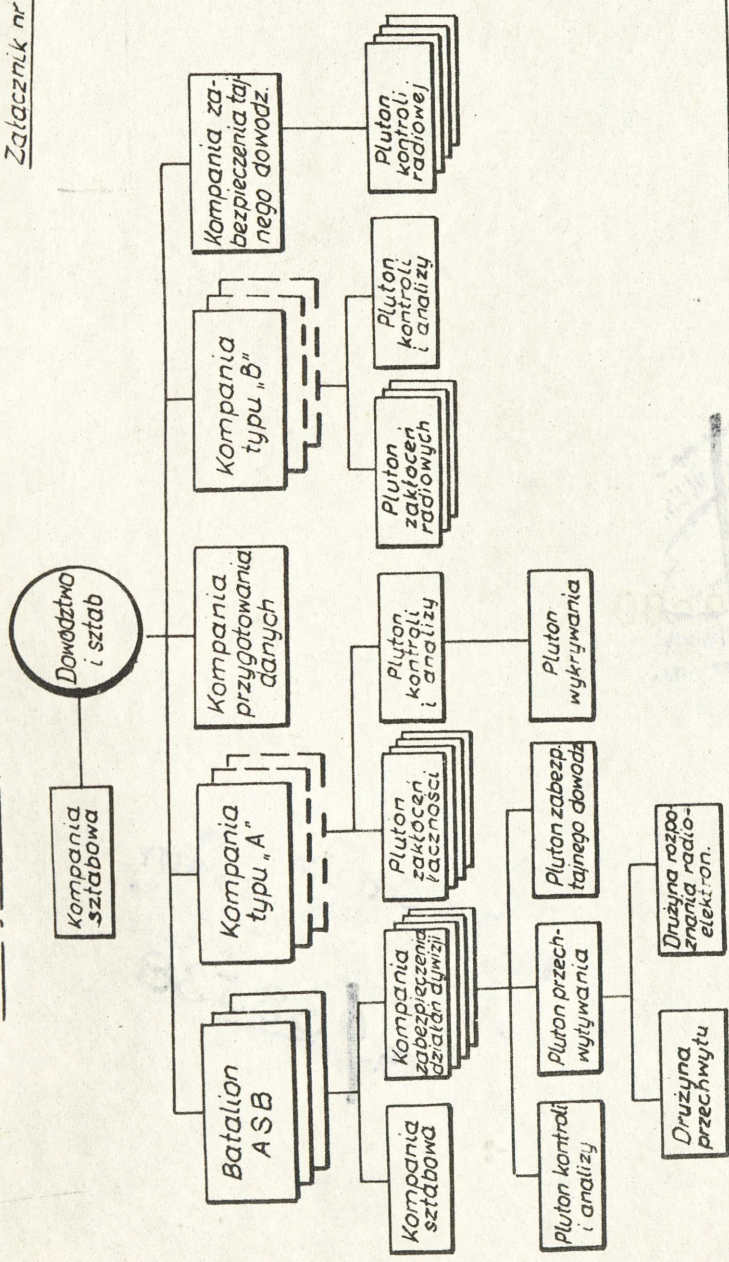 Załącznik nr
Kompania
sztabowa
Dowództwo
i sztab
Batalion
ASB
Kompania
typu „A"
Kompania
przygotowania
danych
Kompania
typu „B"
Kompania za-
bezpieczenia taj-
nego dowodz.
Kompania
sztabowa
Kompania
zabezpieczenia
działań dywizji
Pluton
zakłóceń
łączności
Pluton
kontroli
i analizy
Pluton
zakłóceń
radiowych
Pluton
kontroli
i analizy
Pluton
kontroli
radiowej
Pluton kontroli
i analizy
Pluton przech-
wytywania
Pluton zabezp.
tajnego dowodz
Pluton
wykrywania
Drużyna
przechwytu
Drużyna rozpo-
znania radio-
elektron.